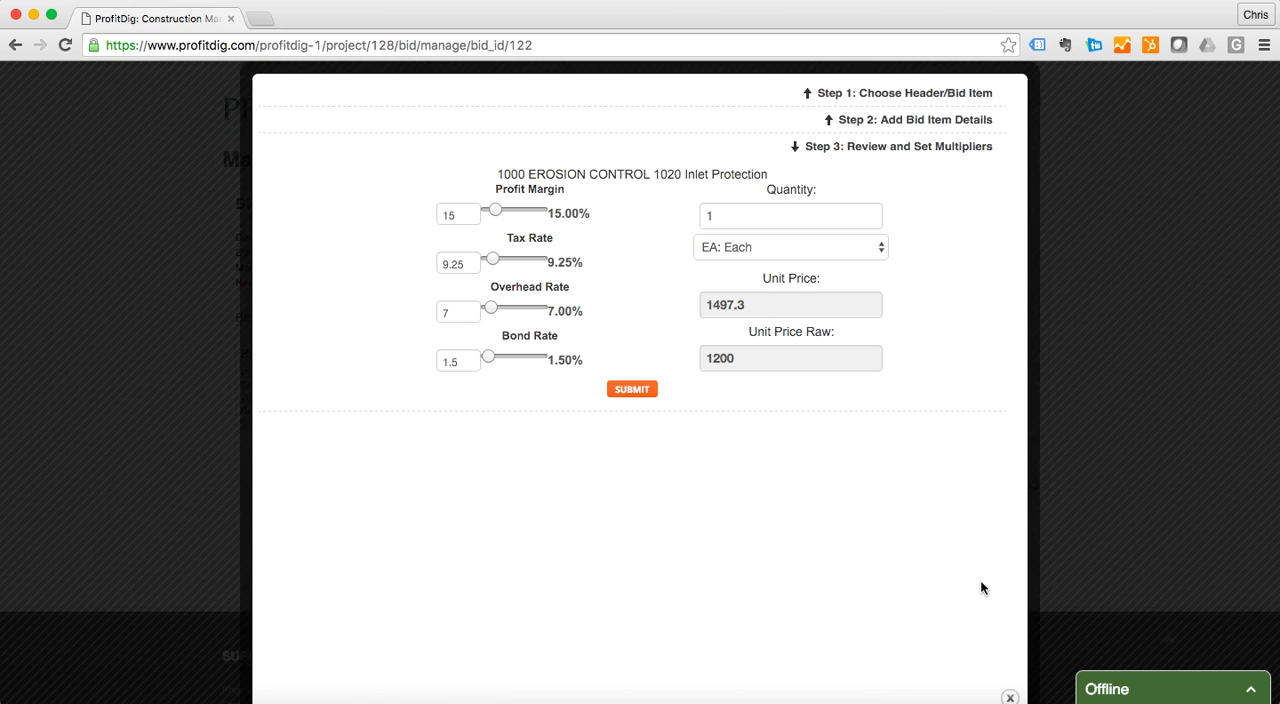 ProfitDig: Construction Ma
Chris
https://www.profitdig.com/profitdig-1/project/128/bid/manage/bid_id/122
Step 1: Choose Header/Bid Item
Step 2: Add Bid Item Details
Step 3: Review and Set Multipliers
1000 EROSION CONTROL 1020 Inlet Protection
Profit Margin
15
15.00%
Tax Rate
9.25
9.25%
Overhead Rate
7
7.00%
Bond Rate
1.5
1.50%
Quantity:
1
EA: Each
Unit Price:
1497.3
Unit Price Raw:
1200
SUBMIT
Offline